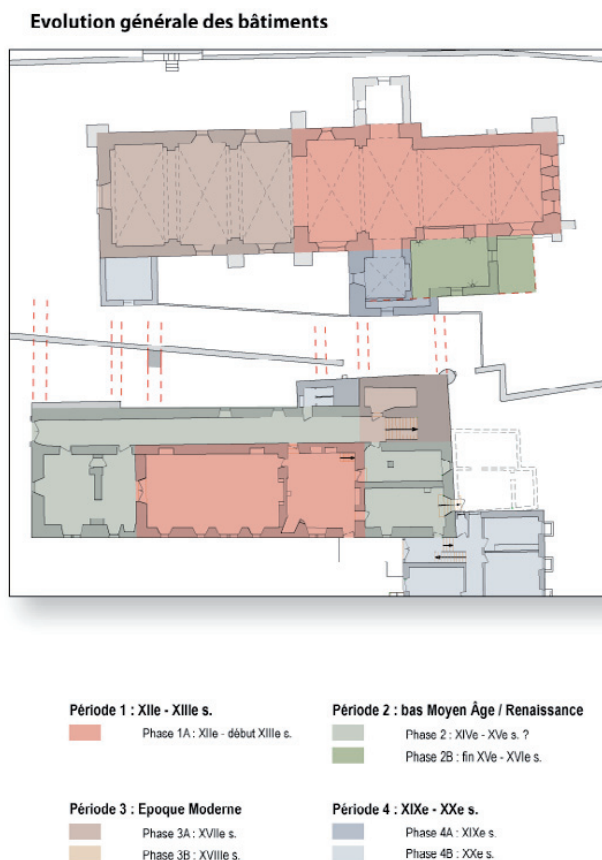 Evolution générale des bâtiments
Période 1 : XIIe - XIIIe s.
Phase 1A : XIIe - début XIIIe s.
Période 2 : bas Moyen Âge / Renaissance
Phase 2 : XIVe - XVe s. ?
Phase 2B : fin XVe - XVIe s.
Période 3 : Epoque Moderne
Phase 3A : XVIIe s.
Phase 3B : XVIIIe s.
Période 4 : XIXe - XXe s.
Phase 4A : XIXe s.
Phase 4B : XXe s.